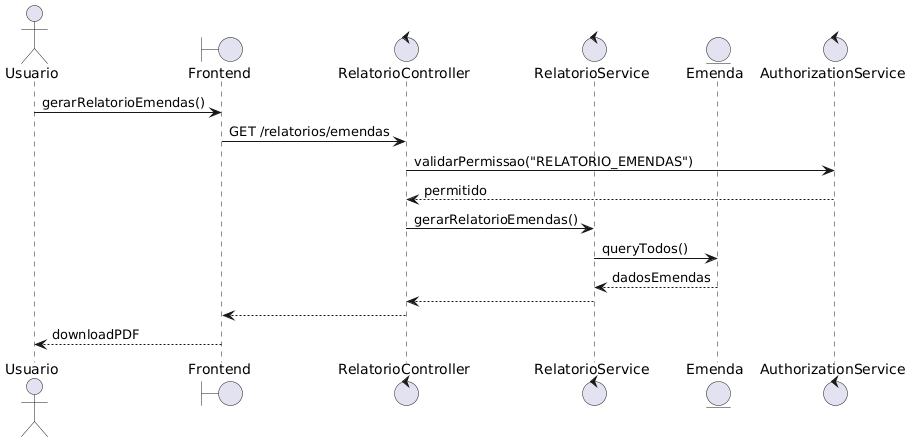 Usuario Frontend RelatorioController RelatorioService Emenda AuthorizationService
gerarRelatorioEmendas()
GET /relatorios/emendas
validarPermissao("RELATORIO_EMENDAS")
permitido
gerarRelatorioEmendas()
queryTodos()
dadosEmendas
downloadPDF
Usuario Frontend RelatorioController RelatorioService Emenda AuthorizationService